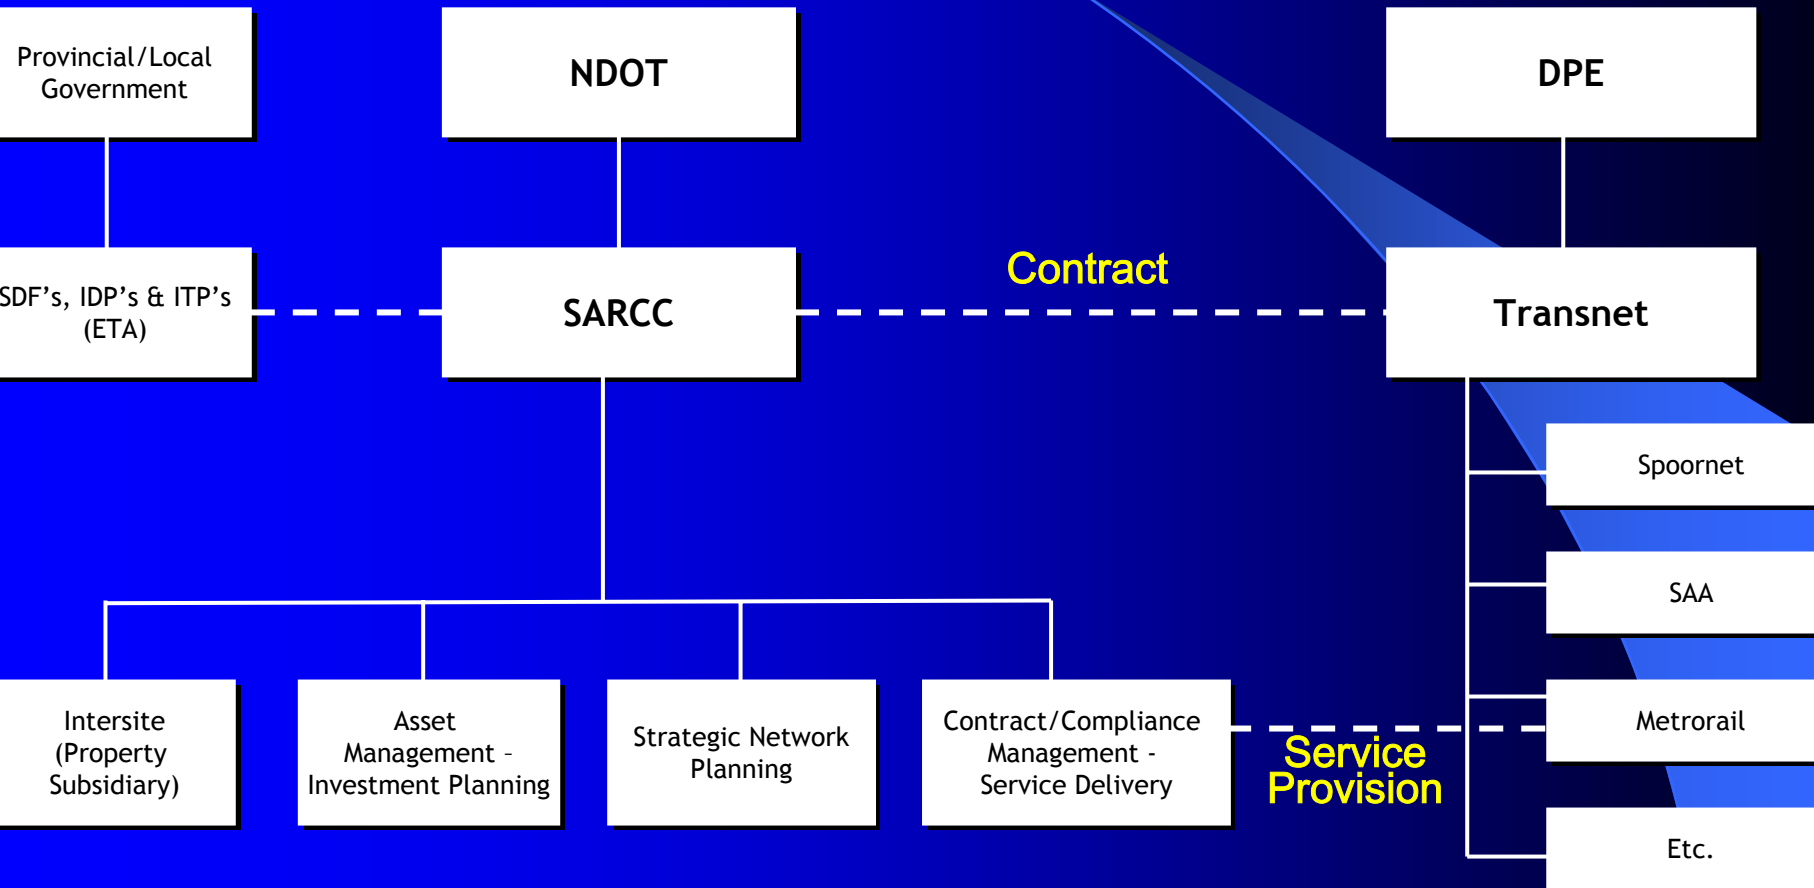 Provincial/Local
Government
NDOT
DPE
SDF’s, IDP’s & ITP’s
(ETA)
SARCC
Contract
Transnet
Spoornet
SAA
Metrorail
Etc.
Intersite
(Property
Subsidiary)
Asset
Management –
Investment Planning
Strategic Network
Planning
Contract/Compliance
Management -
Service Delivery
Service
Provision